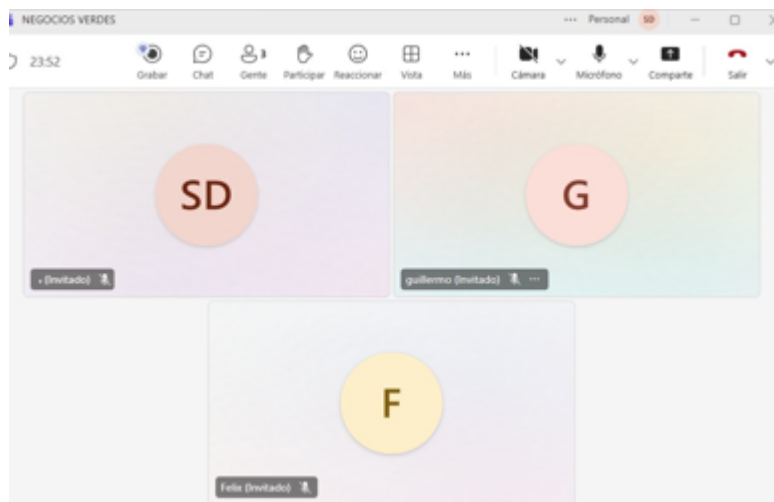 NEGOCIOS VERDES
··· Personal SD
23:52
3
Grabar Chat Gente Participar Reaccionar Vista Más Cámara Micrófono Comparte Salir
SD
G
(Invitado)
guillermo (Invitado) ···
F
Felix (Invitado)